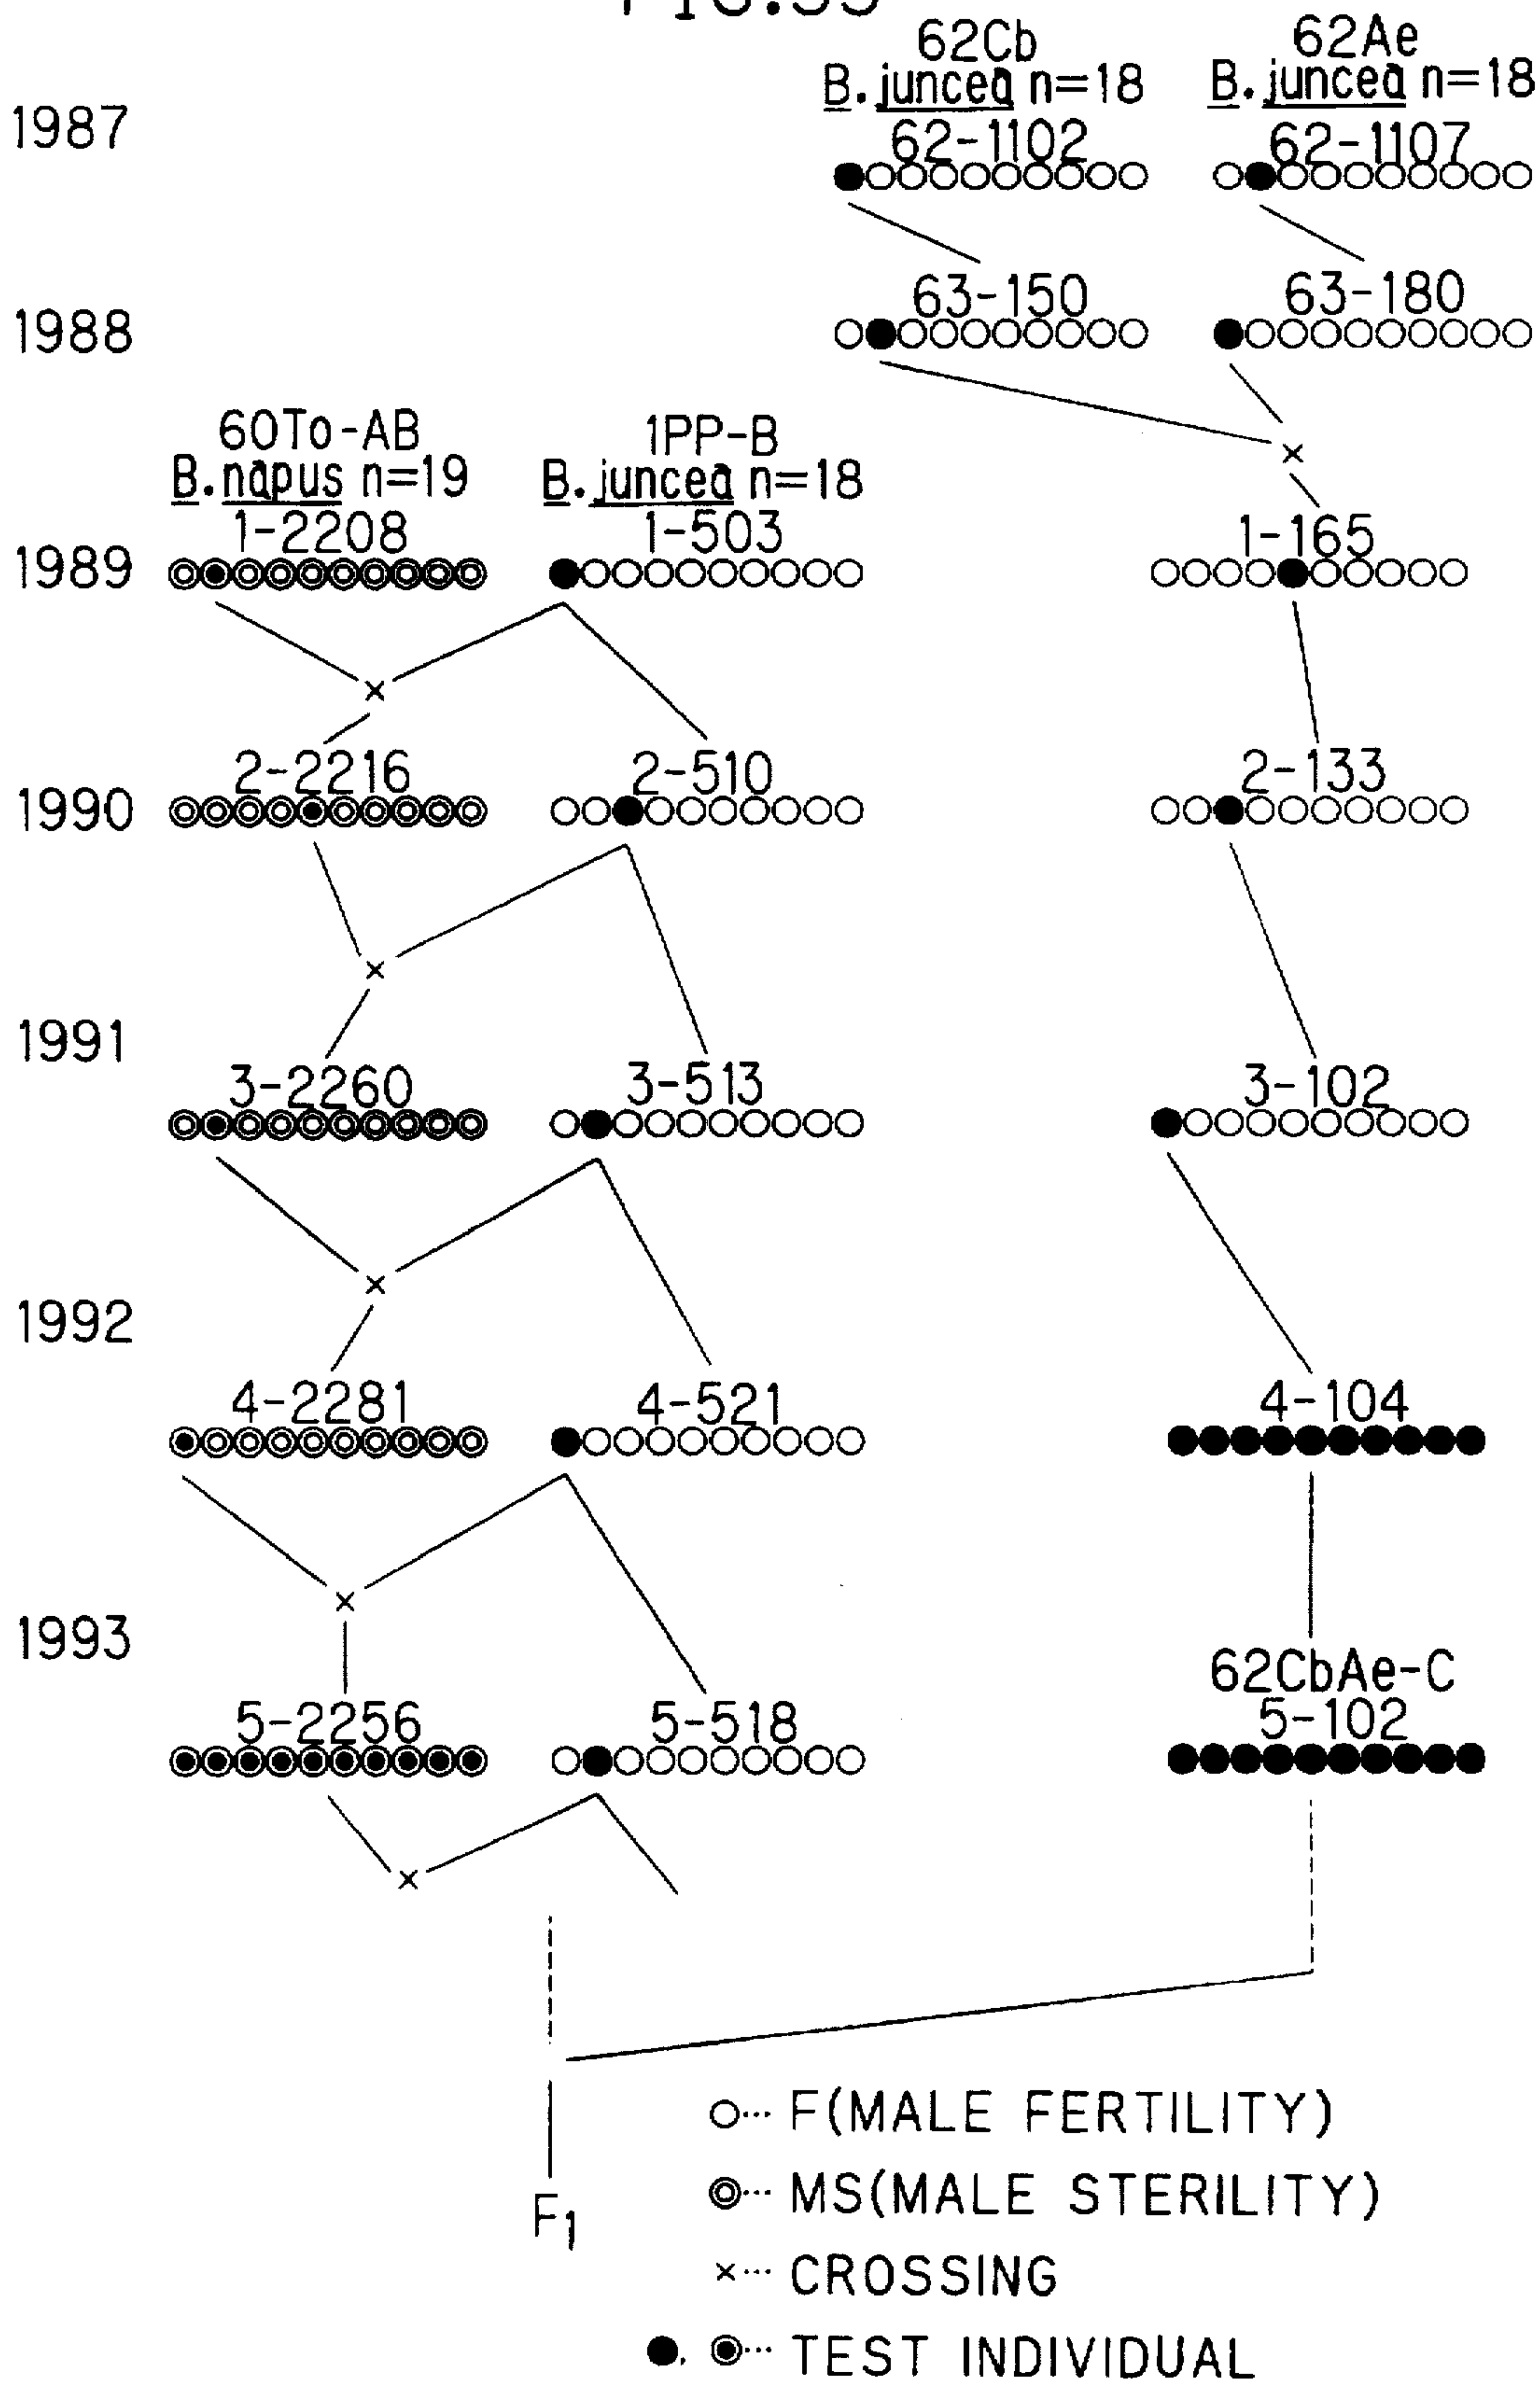 62Cb
62Ae
B. juncea n=18
B. juncea n=18
1987
62-1102
62-1107
63-150
63-180
1988
60To-AB
1PP-B
B. napus n=19
B. juncea n=18
1-2208
1-503
1-165
1989
2-2216
2-510
2-133
1990
1991
3-2260
3-513
3-102
1992
4-2281
4-521
4-104
1993
62CbAe-C
5-2256
5-518
5-102
○··· F(MALE FERTILITY)
◎··· MS(MALE STERILITY)
F1
×··· CROSSING
●, ◉··· TEST INDIVIDUAL